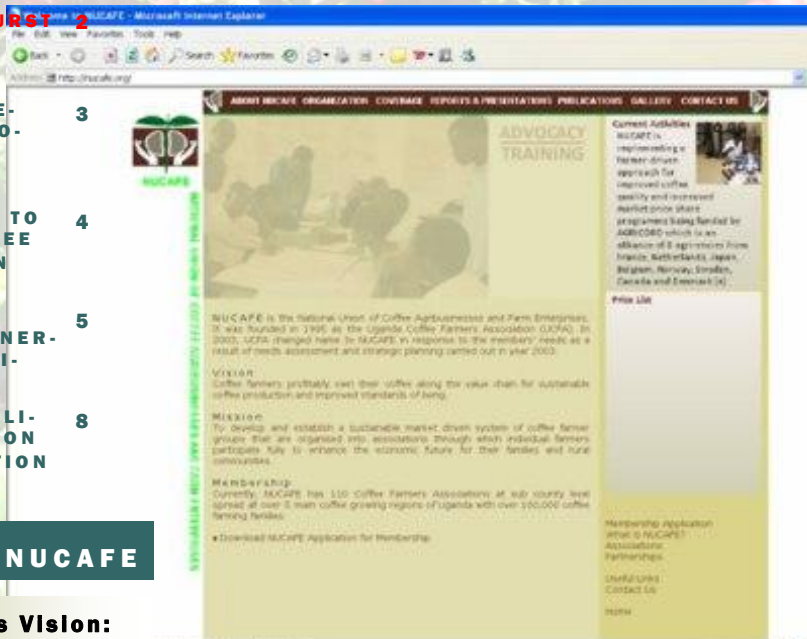 Welcome to NUCAFE - Microsoft Internet Explorer
URST 2
File Edit View Favorites Tools Help
Back Search Favorites
Address http://nucafe.org/
ABOUT NUCAFE ORGANIZATION COVERAGE REPORTS & PRESENTATIONS PUBLICATIONS GALLERY CONTACT US
E- 3
O-
TO 4
EE
N
NER- 5
I-
LI- 8
ON
TION
NUCAFE
s Vision:
NUCAFE
NATIONAL UNION OF COFFEE AGRIBUSINESSES AND FARM ENTERPRISES
ADVOCACY
TRAINING
NUCAFE is the National Union of Coffee Agribusinesses and Farm Enterprises.
It was founded in 1995 as the Uganda Coffee Farmers Association (UCFA). In
2003, UCFA changed name to NUCAFE in response to the members' needs as a
result of needs assessment and strategic planning carried out in year 2003.
Vision
Coffee farmers profitably own their coffee along the value chain for sustainable
coffee production and improved standards of living.
Mission
To develop and establish a sustainable market driven system of coffee farmer
groups that are organized into associations through which individual farmers
participate fully to enhance the economic future for their families and rural
communities.
Membership
Currently, NUCAFE has 110 Coffee Farmers Associations at sub county level
spread all over 5 main coffee growing regions of Uganda with over 100,000 coffee
farming families.
Download NUCAFE Application for Membership
Current Activities
NUCAFE is
implementing a
farmer driven
approach for
improved coffee
quality and increased
market price share
programme being funded by
AGRICORD which is an
alliance of 8 agri-agencies from
France, Netherlands, Japan,
Belgium, Norway, Sweden,
Canada and Denmark
Price List
Membership Application
What is NUCAFE?
Associations
Partnerships
Useful Links
Contact Us
Home